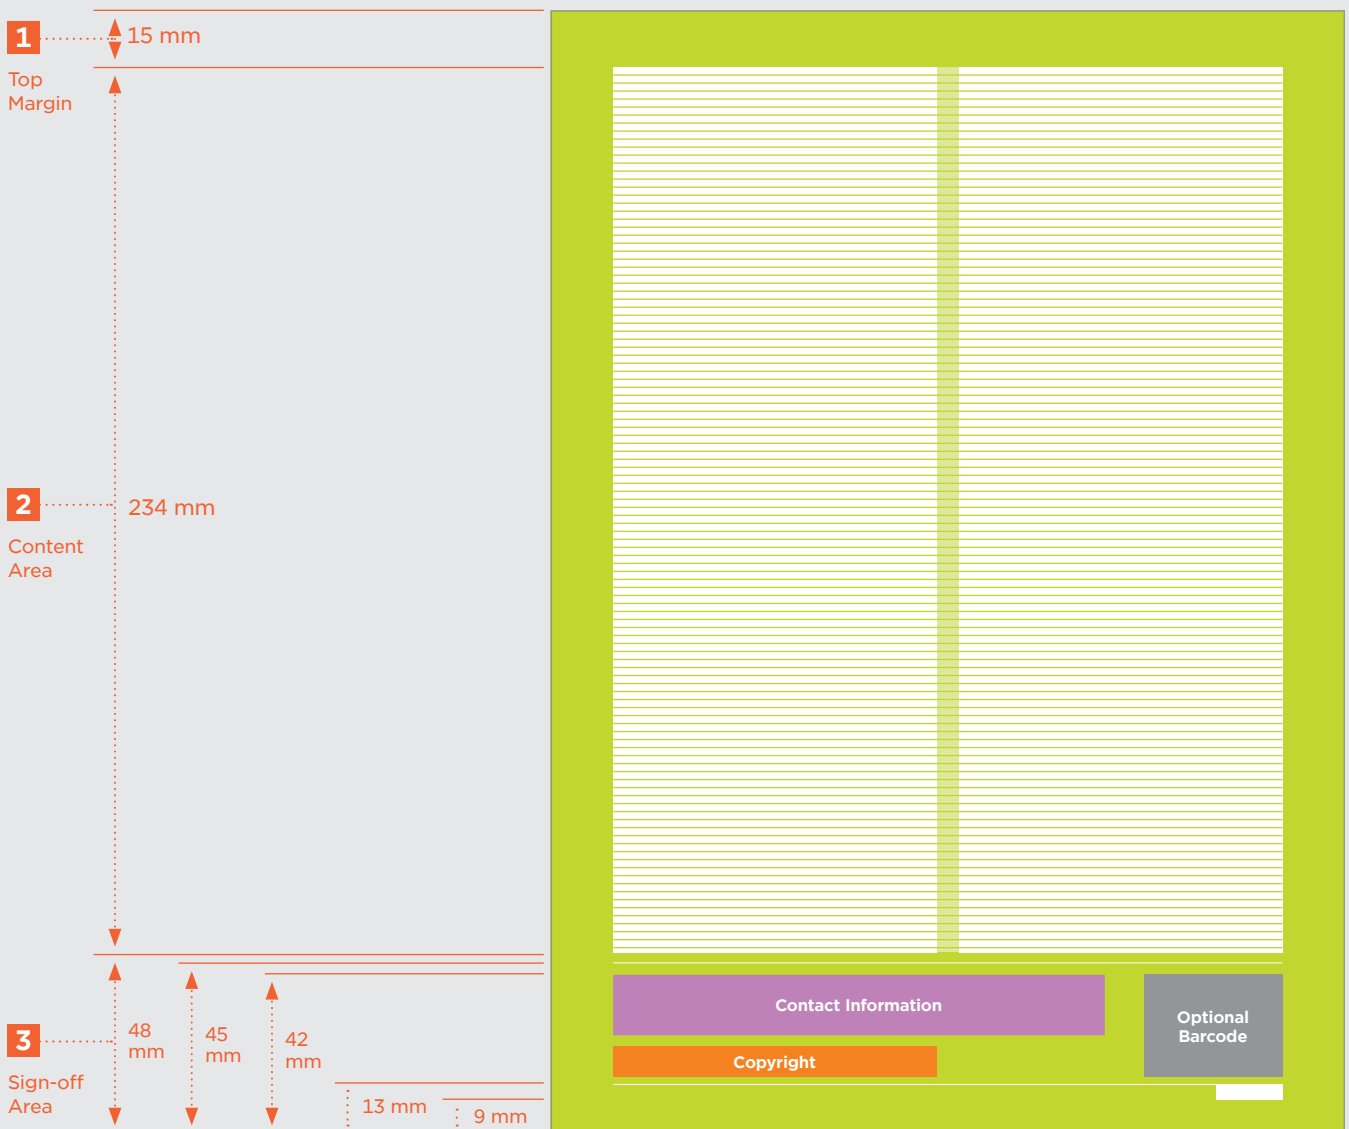 1
15 mm
Top
Margin
2
234 mm
Content
Area
3
48
mm
45
mm
42
mm
Sign-off
Area
13 mm
9 mm
Contact Information
Optional
Barcode
Copyright